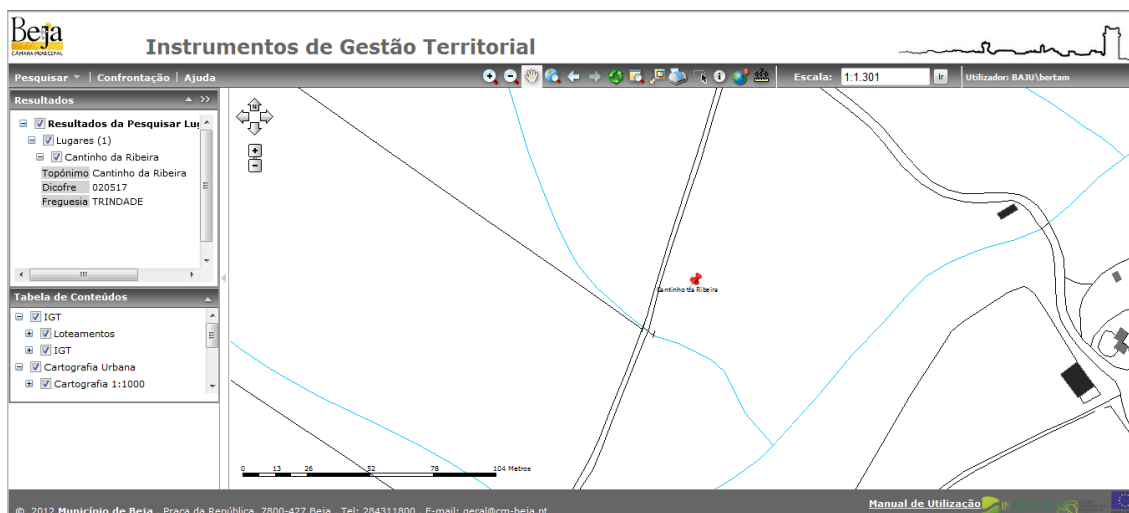 Beja
CÂMARA MUNICIPAL
Instrumentos de Gestão Territorial
Pesquisar | Confrontação | Ajuda
Escala: 1:1.301
Ir
Utilizador: BAJU\bertam
Resultados
Resultados da Pesquisar Lug
Lugares (1)
Cantinho da Ribeira
Topónimo Cantinho da Ribeira
Dicofre 020517
Freguesia TRINDADE
Tabela de Conteúdos
IGT
Loteamentos
IGT
Cartografia Urbana
Cartografia 1:1000
N
Cantinho da Ribeira
0 13 26 52 78 104 Metros
© 2012 Município de Beja . Praça da República, 7800-427 Beja . Tel: 284311800 . E-mail: geral@cm-beja.pt
Manual de Utilização